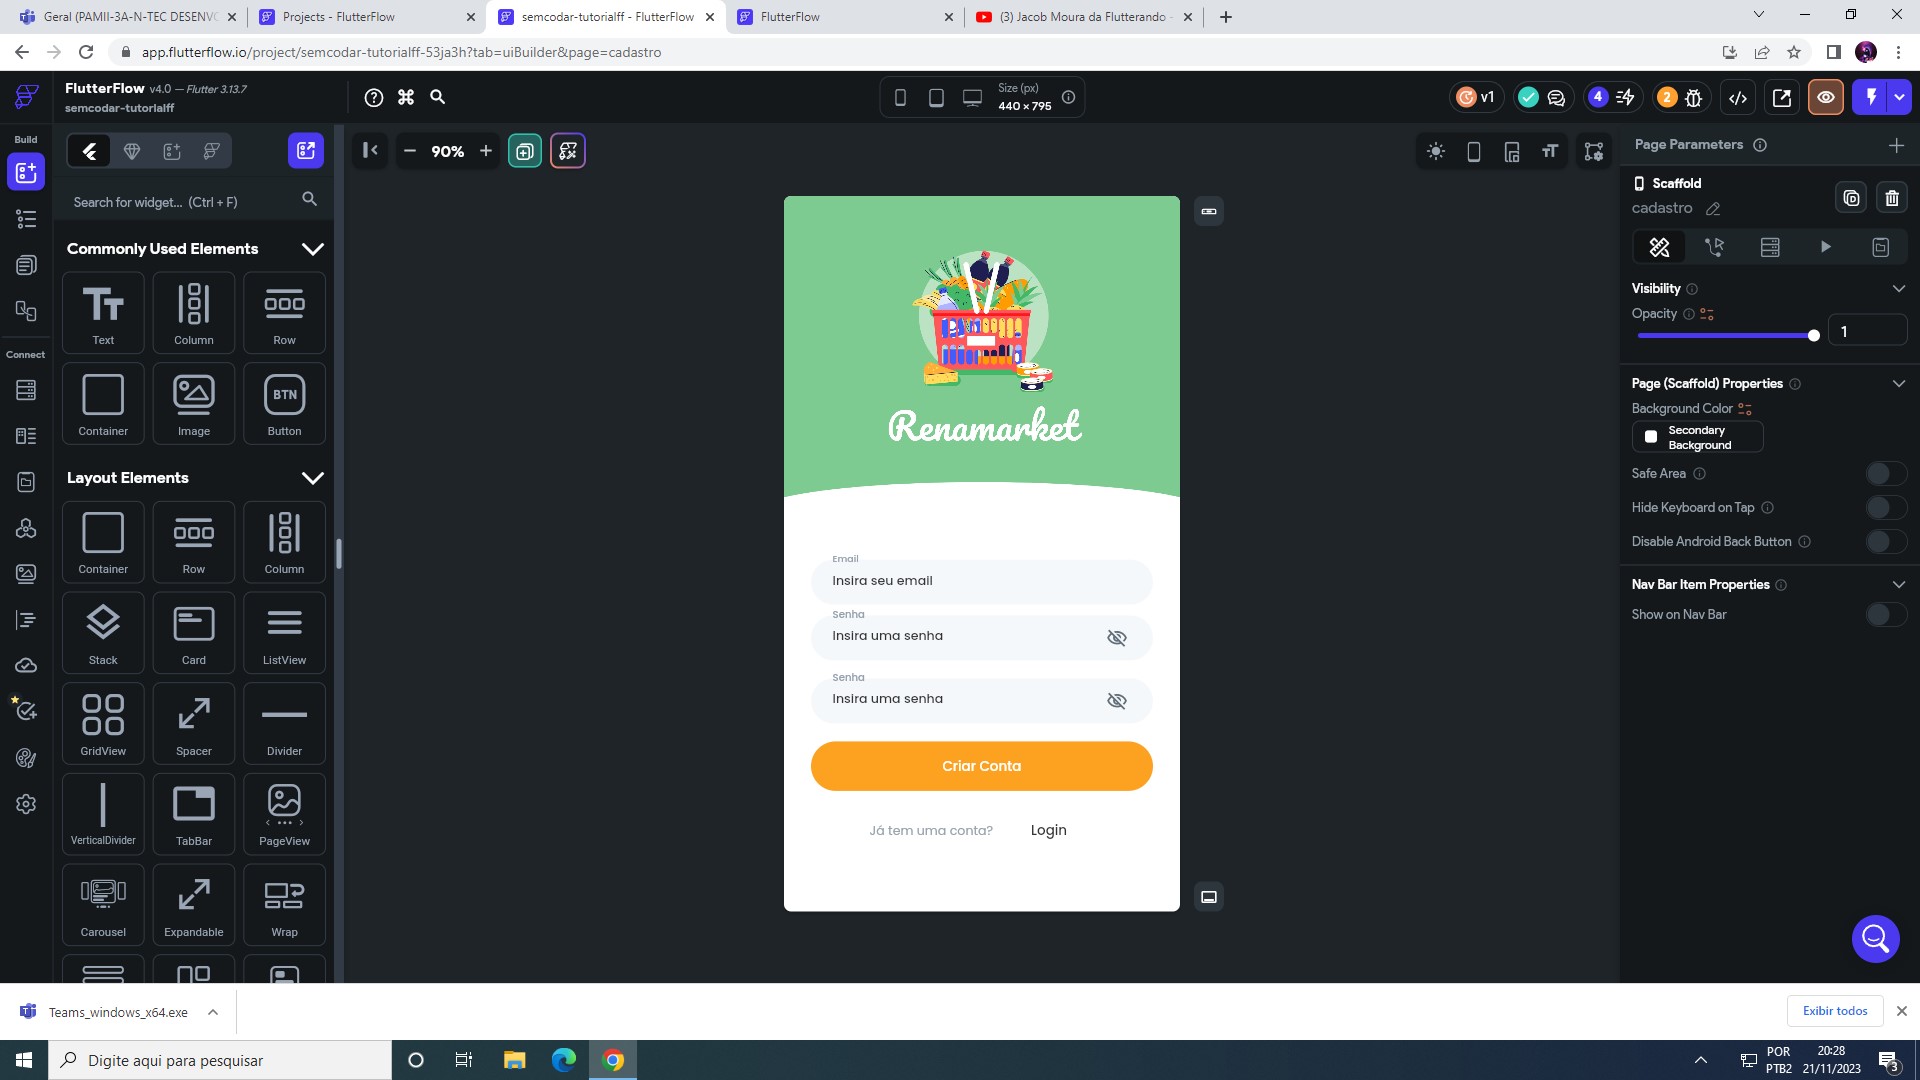 Geral (PAMII-3A-N-TEC DESENVO
Projects - FlutterFlow
semcodar-tutorialff - FlutterFlow
FlutterFlow
(3) Jacob Moura da Flutterando -
app.flutterflow.io/project/semcodar-tutorialff-53ja3h?tab=uiBuilder&page=cadastro
FlutterFlow v4.0 — Flutter 3.13.7
semcodar-tutorialff
Size (px)
440 × 795
v1
4
2
Build
Connect
90%
Search for widget... (Ctrl + F)
Commonly Used Elements
Text
Column
Row
Container
Image
BTN
Button
Layout Elements
Container
Row
Column
Stack
Card
ListView
GridView
Spacer
Divider
VerticalDivider
TabBar
PageView
Carousel
Expandable
Wrap
Renamarket
Email
Insira seu email
Senha
Insira uma senha
Senha
Insira uma senha
Criar Conta
Já tem uma conta? Login
Page Parameters
Scaffold
cadastro
Visibility
Opacity
1
Page (Scaffold) Properties
Background Color
Secondary
Background
Safe Area
Hide Keyboard on Tap
Disable Android Back Button
Nav Bar Item Properties
Show on Nav Bar
Teams_windows_x64.exe
Exibir todos
Digite aqui para pesquisar
POR
PTB2
20:28
21/11/2023
3